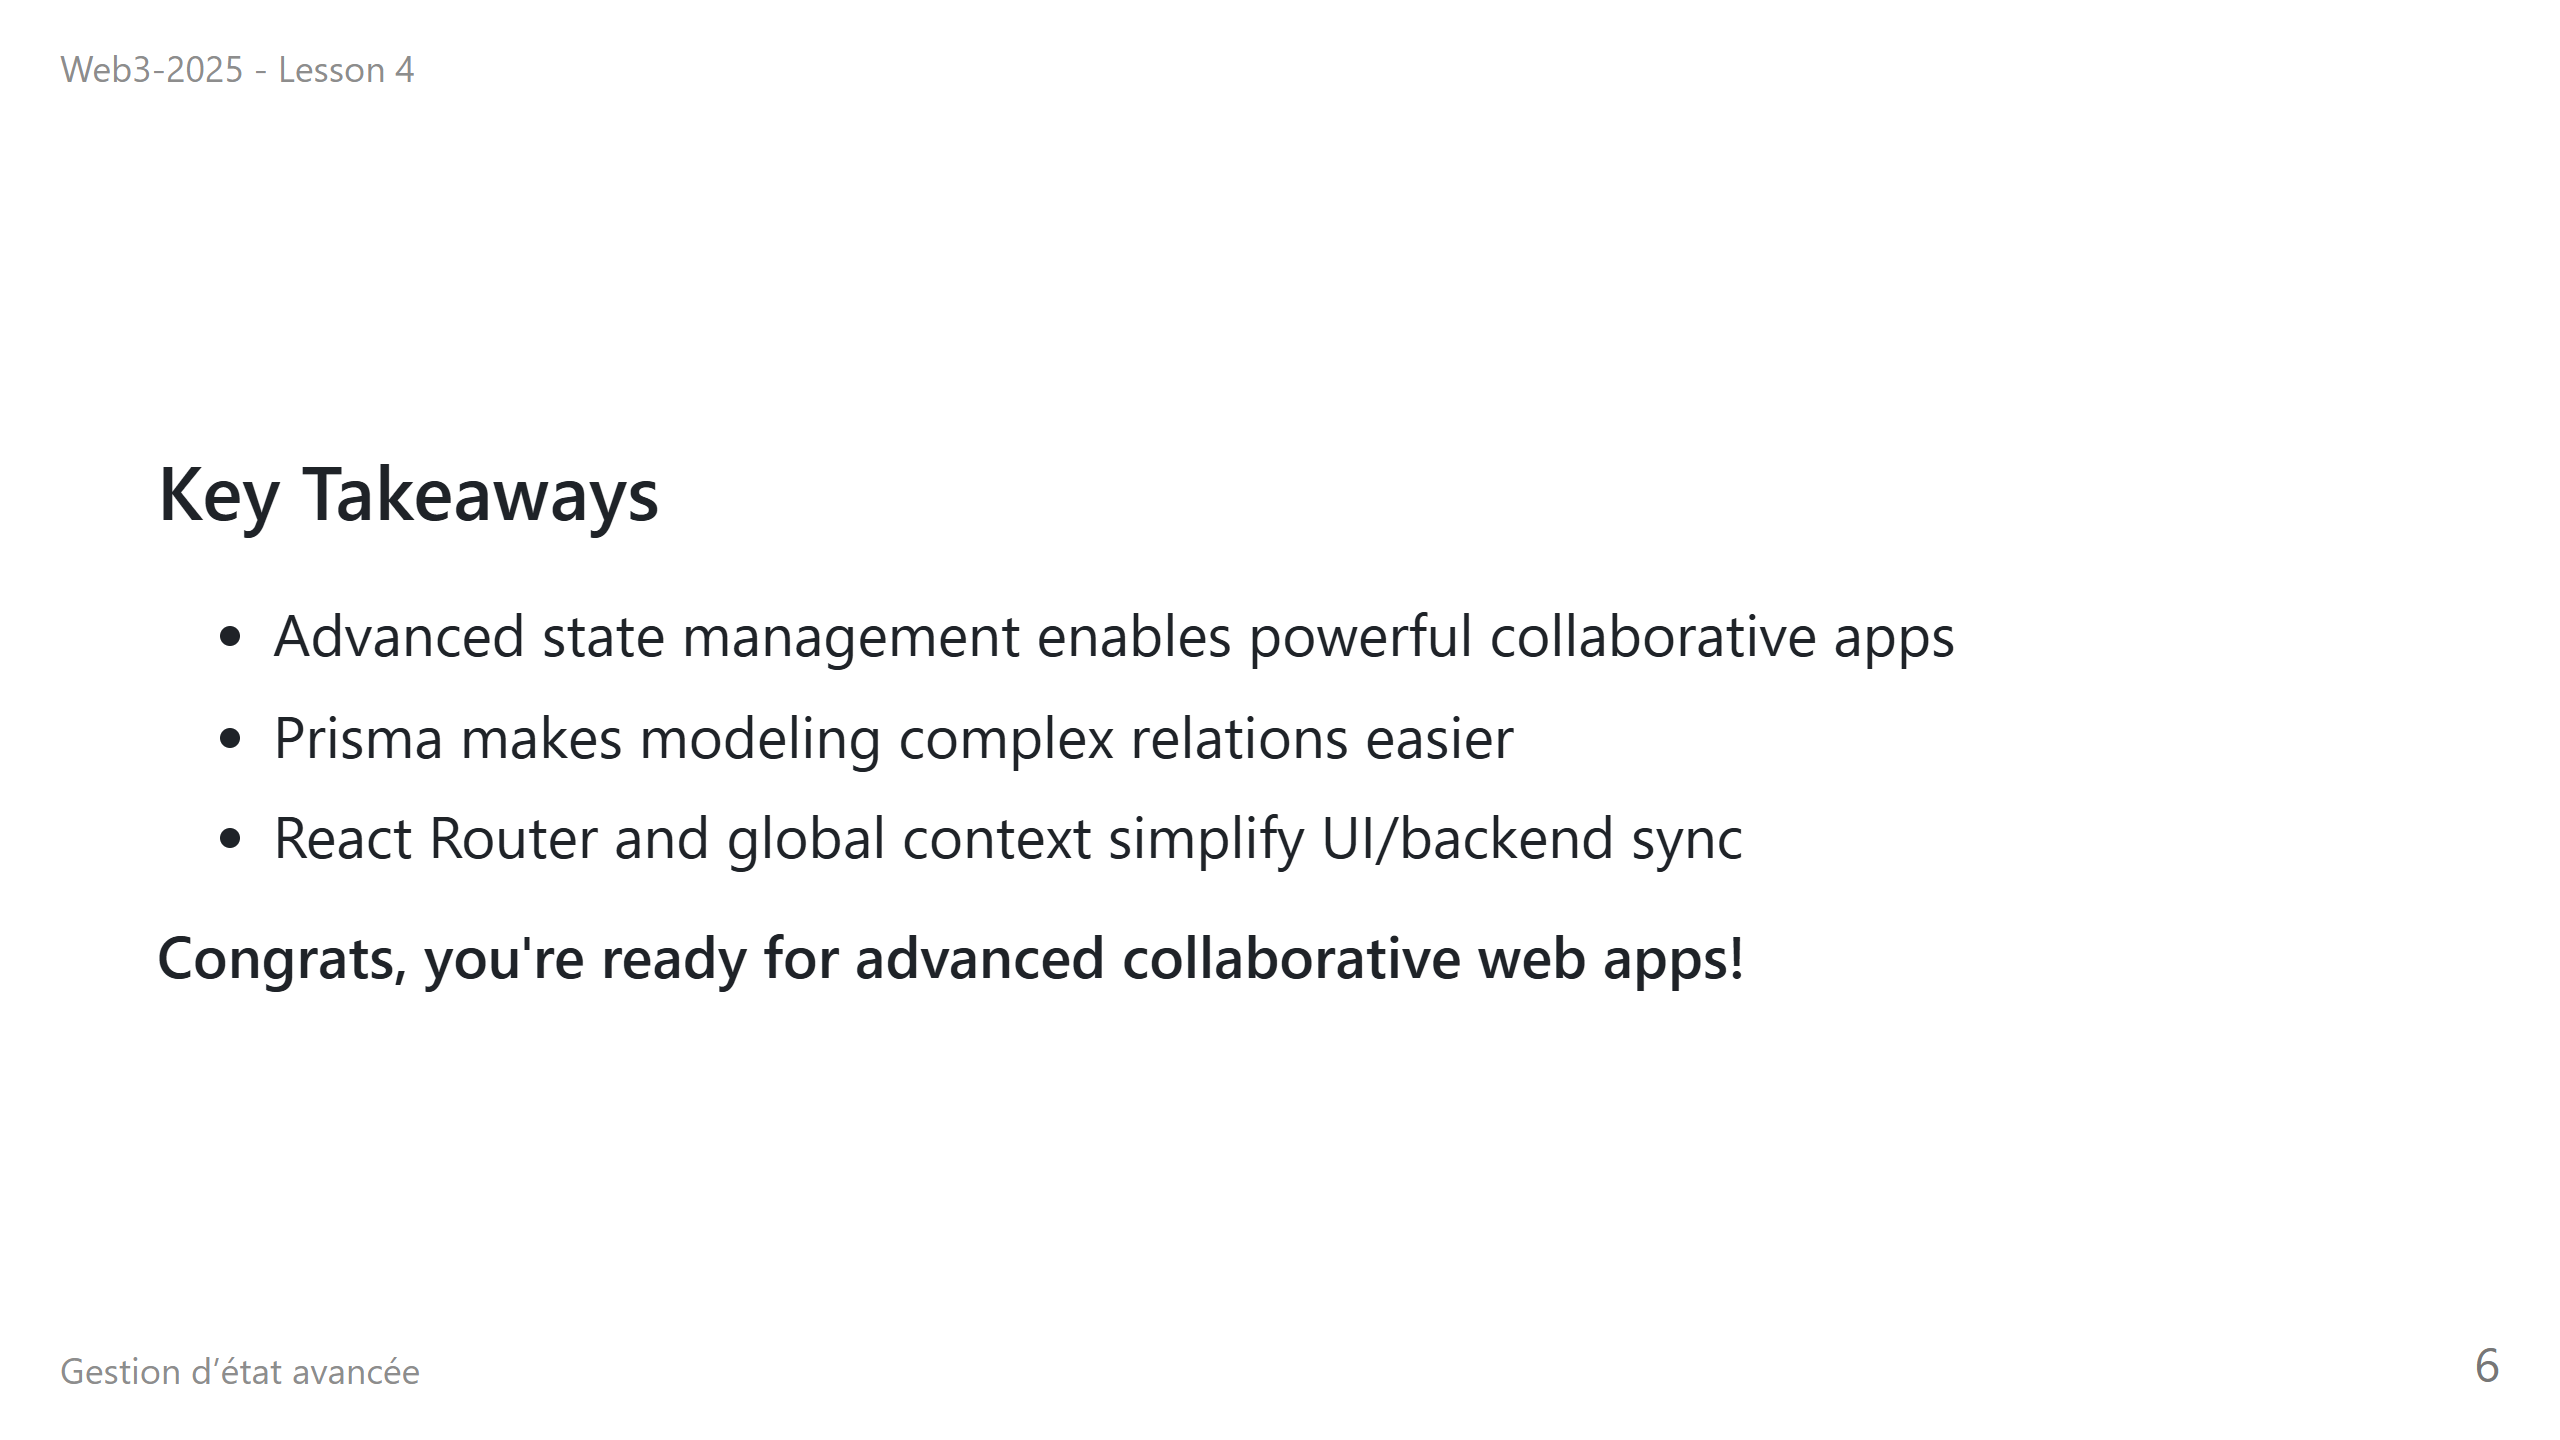 Web3-2025 - Lesson 4
Key Takeaways
• Advanced state management enables powerful collaborative apps
• Prisma makes modeling complex relations easier
• React Router and global context simplify UI/backend sync
Congrats, you're ready for advanced collaborative web apps!
Gestion d’état avancée
6